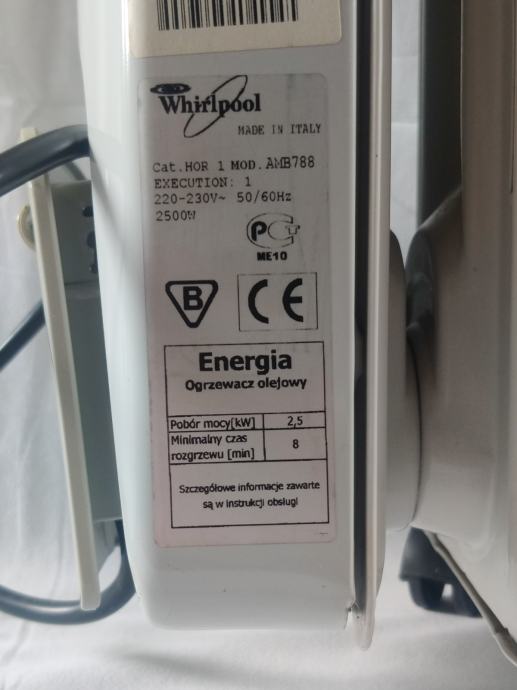 Whirlpool
MADE IN ITALY
Cat.HOR 1 MOD. AMB788
EXECUTION: 1
220-230V~ 50/60Hz
2500W
PCT
ME10
B
CE
Energia
Ogrzewacz olejowy
Pobór mocy[kW] 2,5
Minimalny czas
rozgrzewu [min] 8
Szczegółowe informacje zawarte
są w instrukcji obsługi